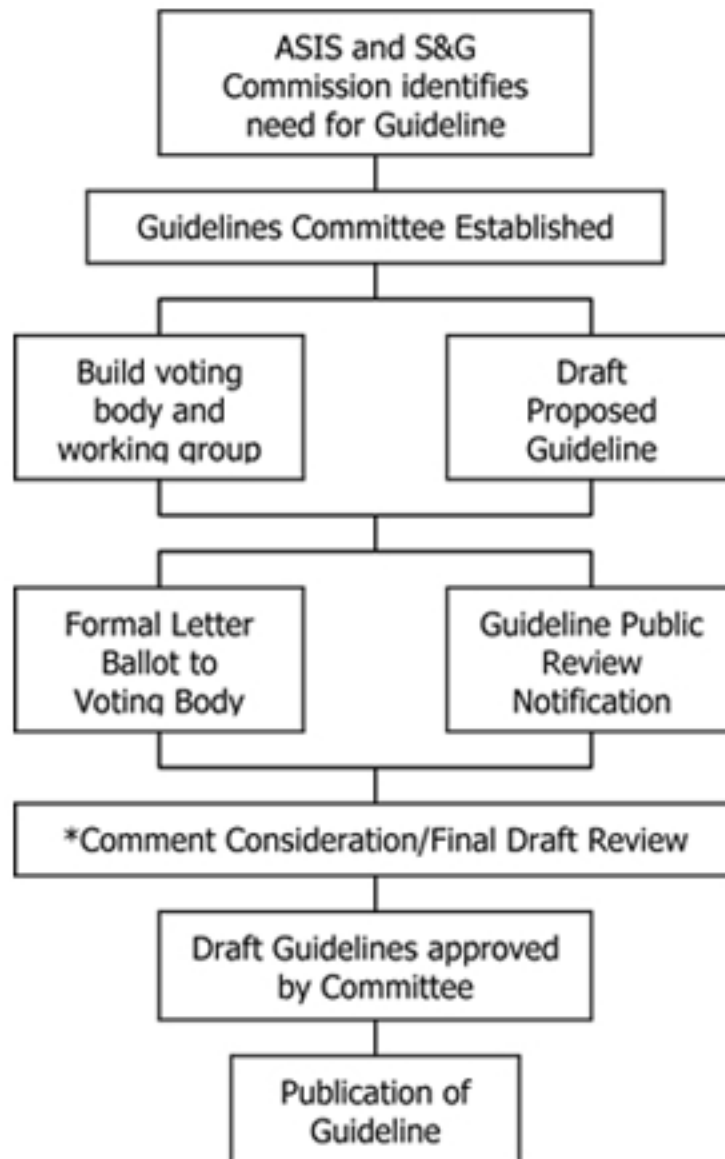 ASIS and S&G
Commission identifies
need for Guideline
Guidelines Committee Established
Build voting
body and
working group
Draft
Proposed
Guideline
Formal Letter
Ballot to
Voting Body
Guideline Public
Review
Notification
*Comment Consideration/Final Draft Review
Draft Guidelines approved
by Committee
Publication of
Guideline